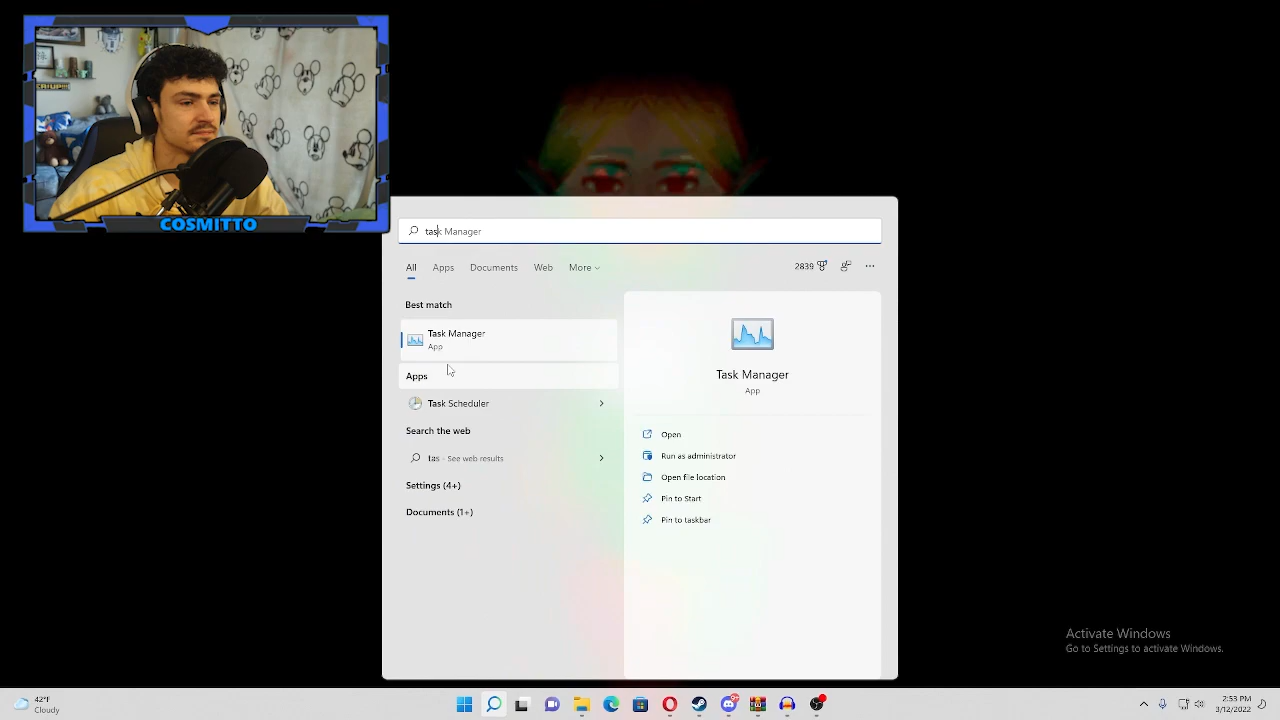 CR1UP!!!
COSMITTO
task Manager
All
Apps
Documents
Web
More
2839
Best match
Task Manager
App
Apps
Task Scheduler
Search the web
tas - See web results
Settings (4+)
Documents (1+)
Task Manager
App
Open
Run as administrator
Open file location
Pin to Start
Pin to taskbar
Activate Windows
Go to Settings to activate Windows.
42°F
Cloudy
2:53 PM
3/12/2022